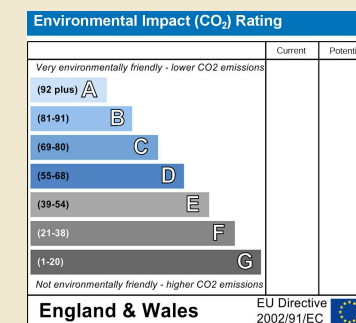 Environmental Impact (CO₂) Rating
Current Potenti
Very environmentally friendly - lower CO2 emissions
(92 plus) A
(81-91) B
(69-80) C
(55-68) D
(39-54) E
(21-38) F
(1-20) G
Not environmentally friendly - higher CO2 emissions
England & Wales
EU Directive
2002/91/EC